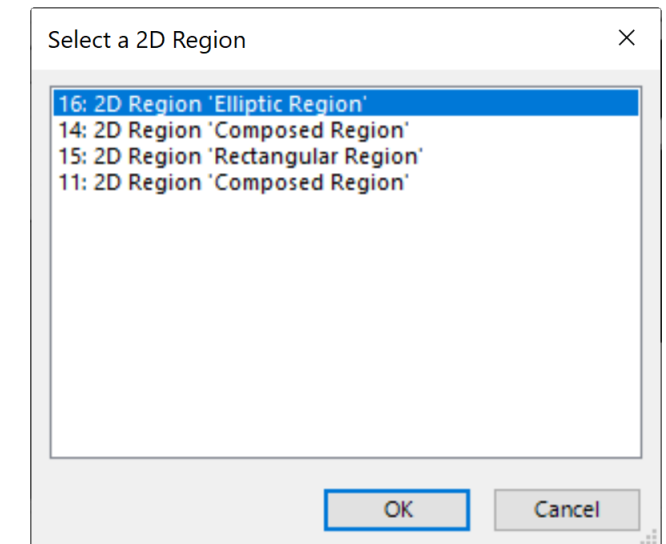 Select a 2D Region
16: 2D Region 'Elliptic Region'
14: 2D Region 'Composed Region'
15: 2D Region 'Rectangular Region'
11: 2D Region 'Composed Region'
OK
Cancel